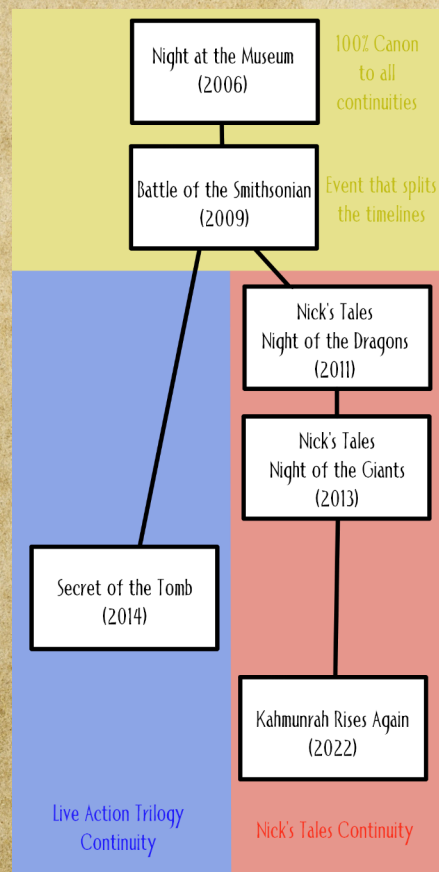 Night at the Museum
(2006)
100% Canon
to all
continuities
Battle of the Smithsonian
(2009)
Event that splits
the timelines
Nick's Tales
Night of the Dragons
(2011)
Nick's Tales
Night of the Giants
(2013)
Secret of the Tomb
(2014)
Kahmunrah Rises Again
(2022)
Live Action Trilogy
Continuity
Nick's Tales Continuity